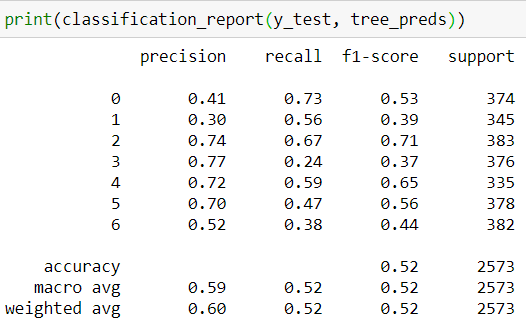 print(classification_report(y_test, tree_preds))
precision recall f1-score support
0 0.41 0.73 0.53 374
1 0.30 0.56 0.39 345
2 0.74 0.67 0.71 383
3 0.77 0.24 0.37 376
4 0.72 0.59 0.65 335
5 0.70 0.47 0.56 378
6 0.52 0.38 0.44 382
accuracy 0.52 2573
macro avg 0.59 0.52 0.52 2573
weighted avg 0.60 0.52 0.52 2573